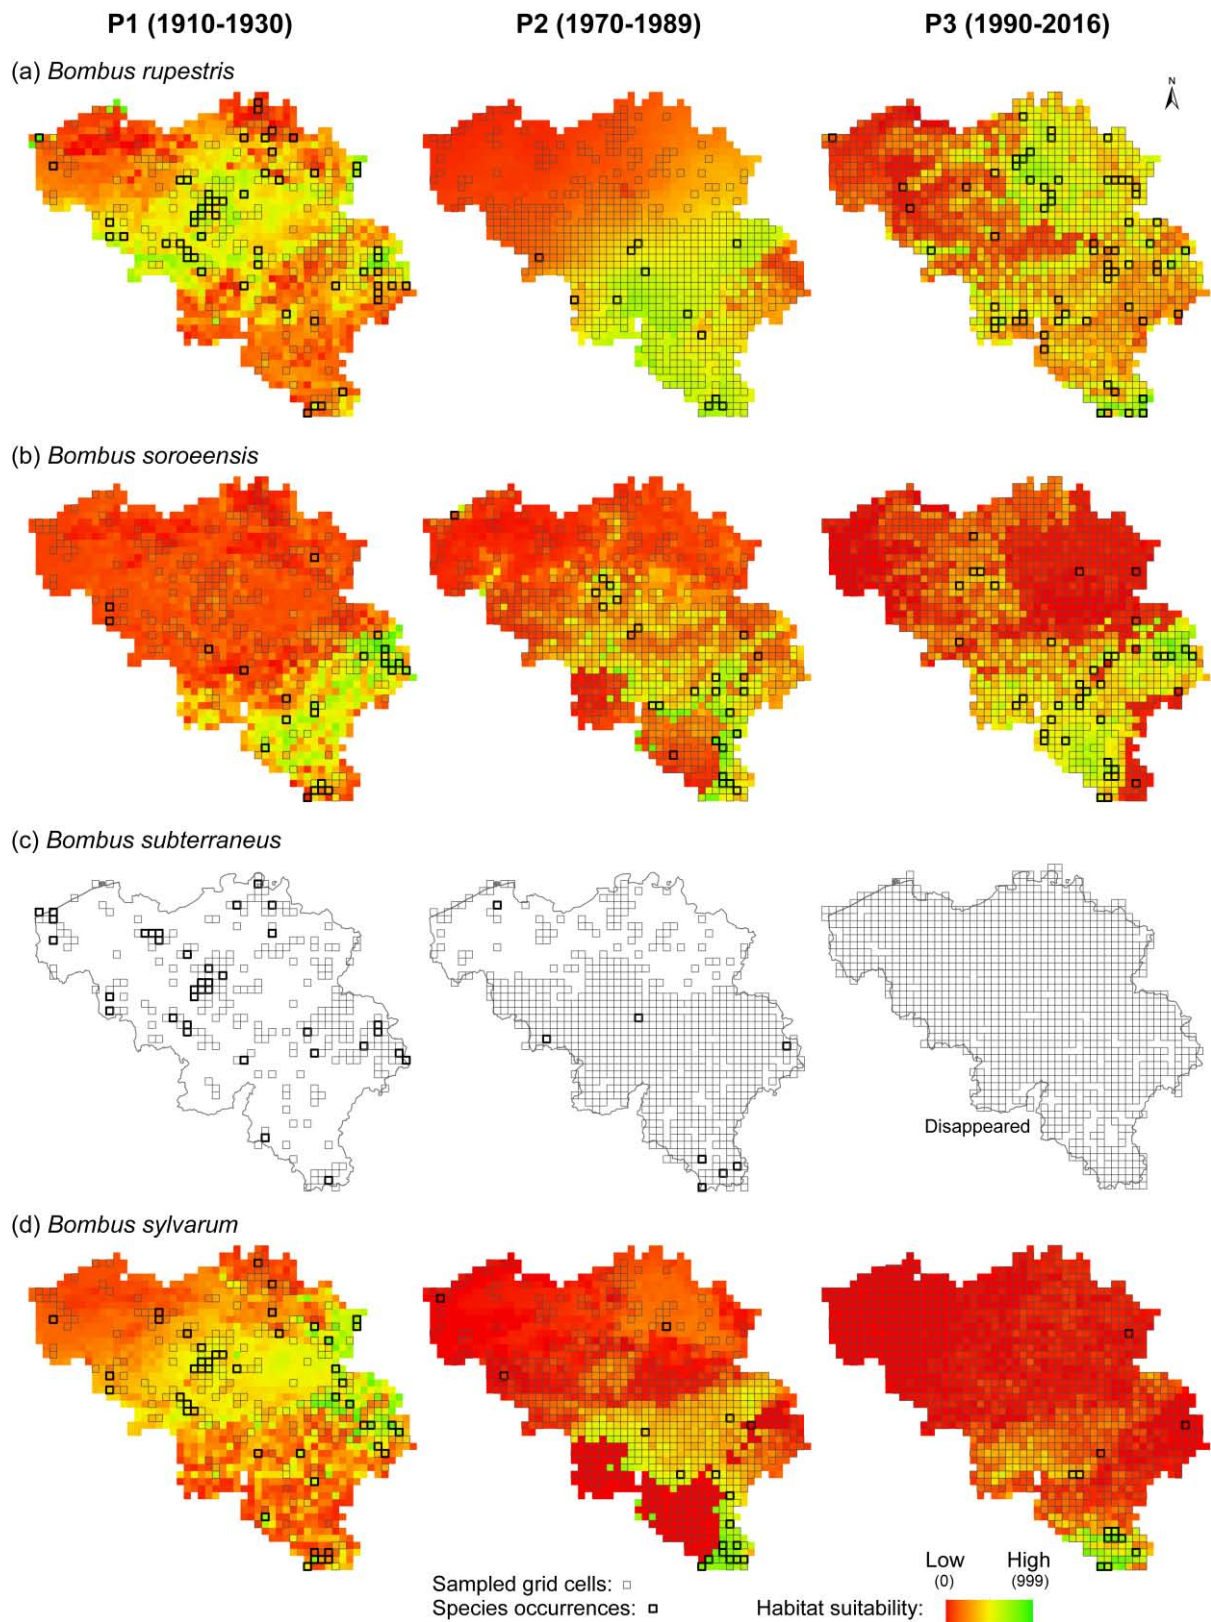 P1 (1910-1930) P2 (1970-1989) P3 (1990-2016)
(a) Bombus rupestris
N
(b) Bombus soroeensis
(c) Bombus subterraneus
Disappeared
(d) Bombus sylvarum
Low High
(0) (999)
Sampled grid cells:
Species occurrences:
Habitat suitability: